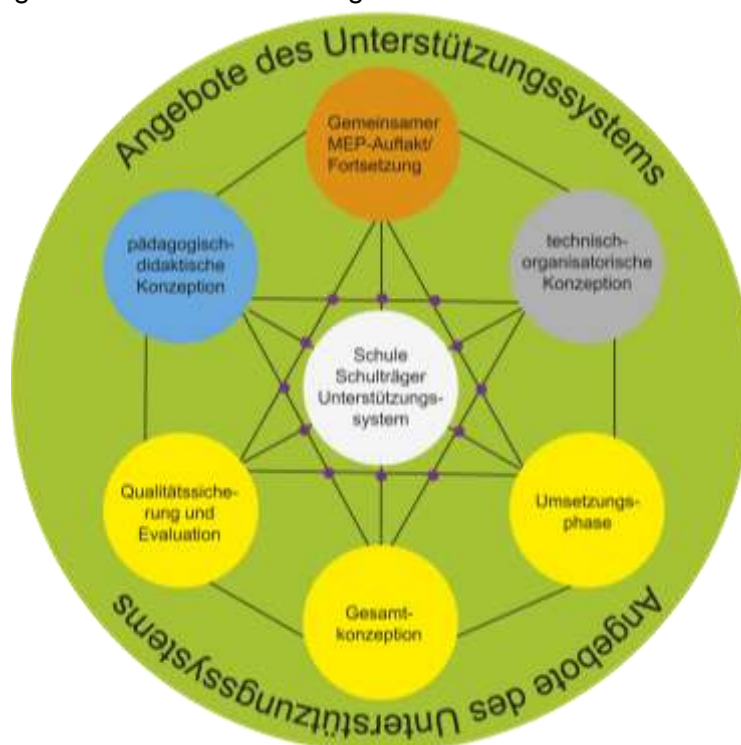 Angebote des Unterstützungssystems
Gemeinsamer
MEP-Auftakt/
Fortsetzung
pädagogisch-
didaktische
Konzeption
technisch-
organisatorische
Konzeption
Schule
Schulträger
Unterstützungs-
system
Qualitätssiche-
rung und
Evaluation
Umsetzungs-
phase
Gesamt-
konzeption
Angebote des Unterstützungssystems